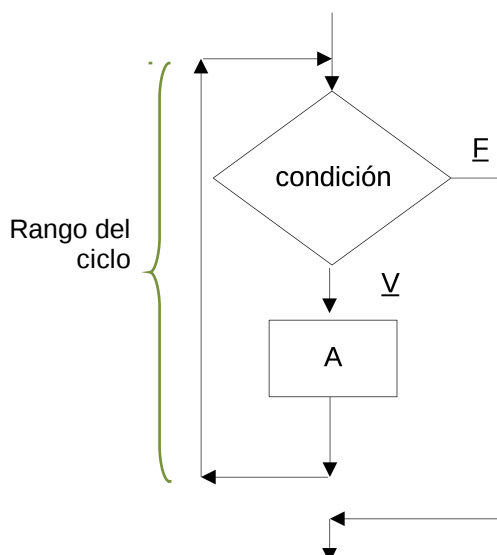 F
condición
Rango del
ciclo
V
A